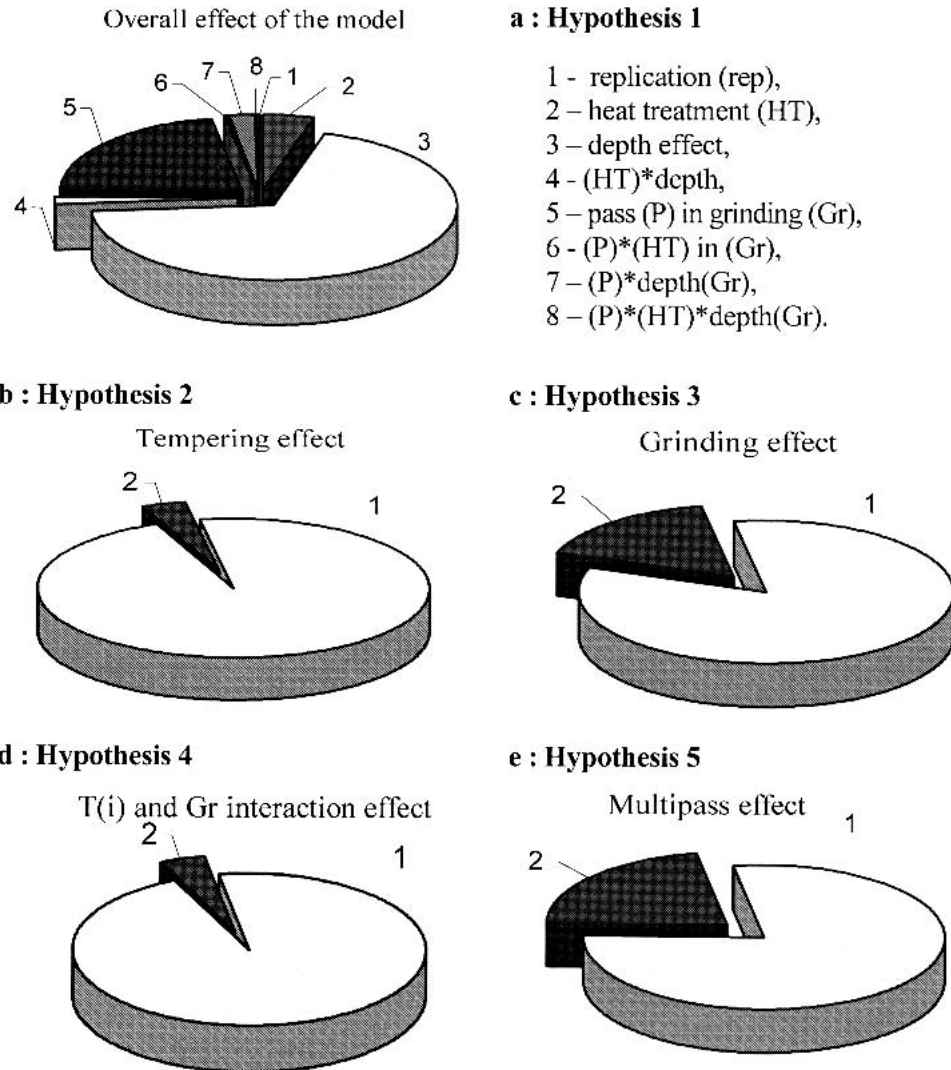 Overall effect of the model
8
7
1
6
2
5
3
4
a : Hypothesis 1
1 - replication (rep),
2 – heat treatment (HT),
3 – depth effect,
4 - (HT)*depth,
5 – pass (P) in grinding (Gr),
6 - (P)*(HT) in (Gr),
7 – (P)*depth(Gr),
8 – (P)*(HT)*depth(Gr).
b : Hypothesis 2
Tempering effect
2
1
c : Hypothesis 3
Grinding effect
2
1
d : Hypothesis 4
T(i) and Gr interaction effect
2
1
e : Hypothesis 5
Multipass effect
1
2